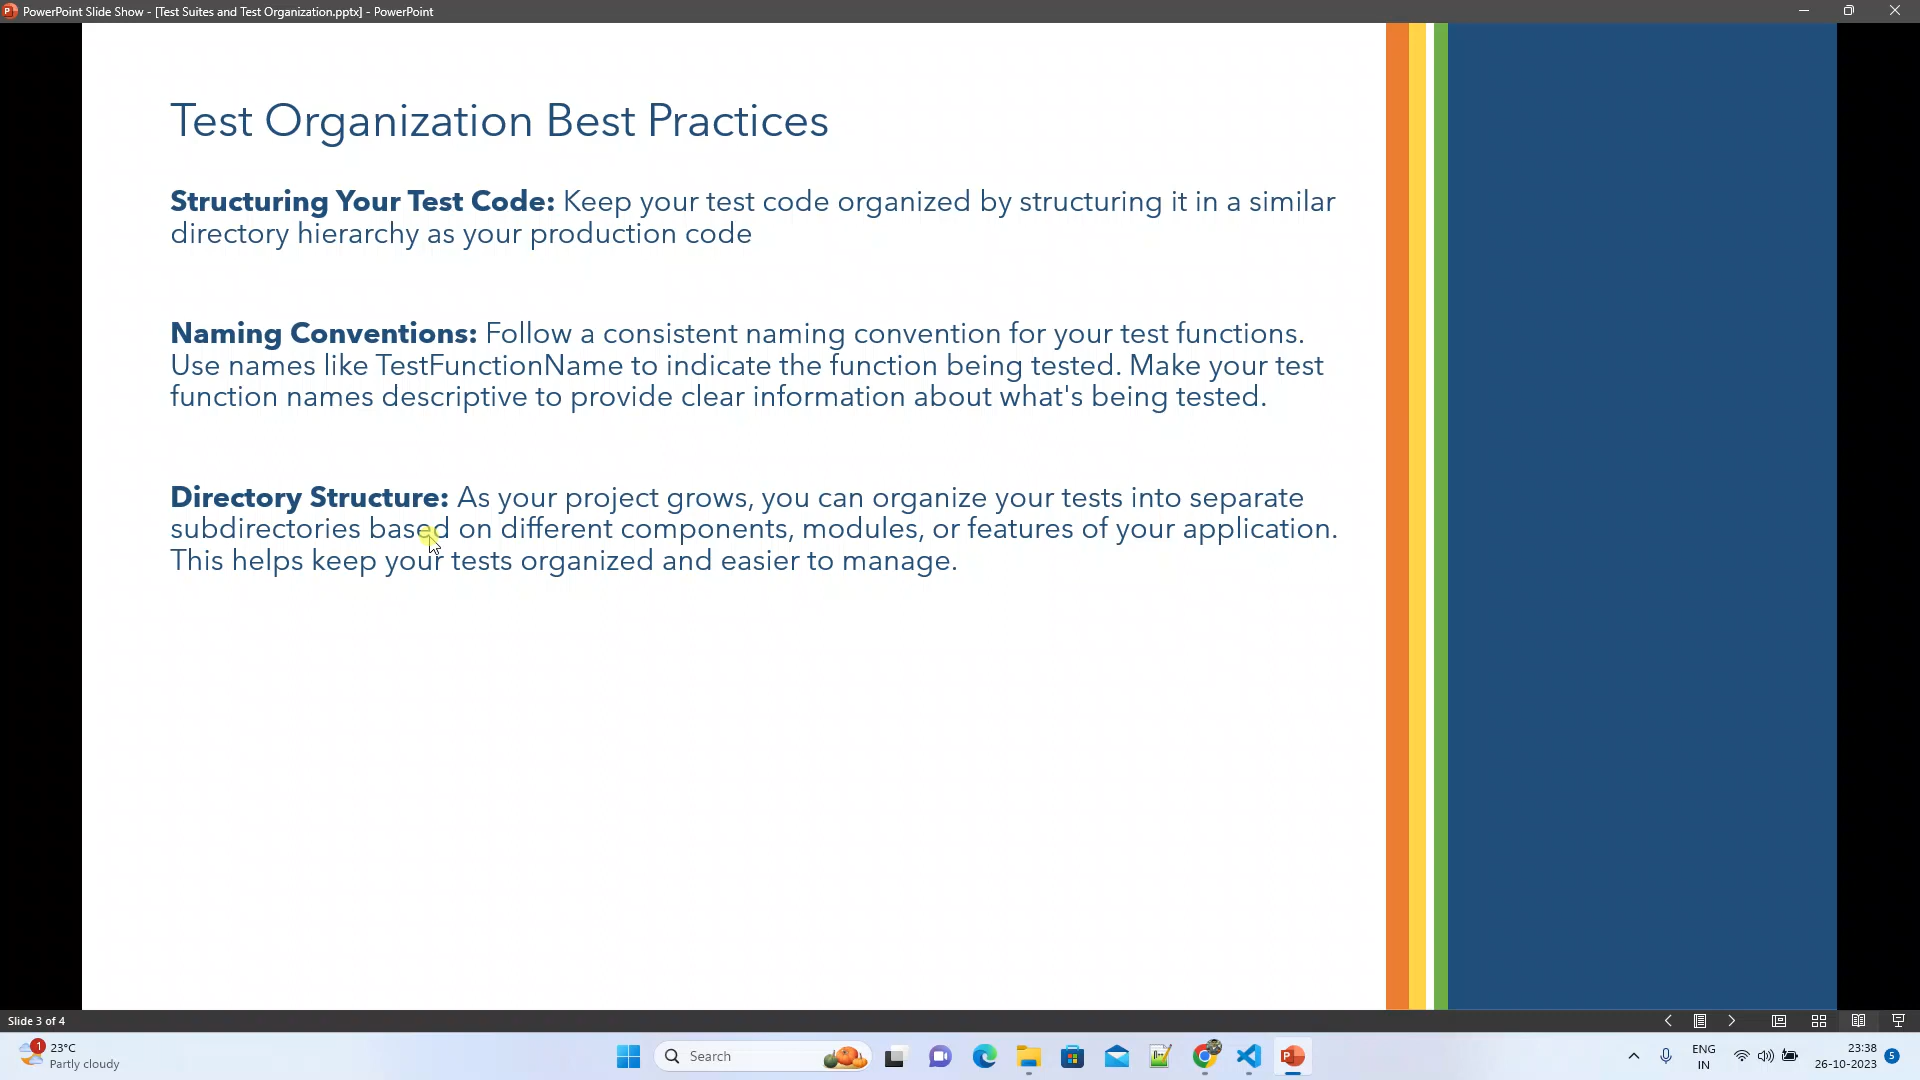 PowerPoint Slide Show - [Test Suites and Test Organization.pptx] - PowerPoint
Test Organization Best Practices
Structuring Your Test Code: Keep your test code organized by structuring it in a similar
directory hierarchy as your production code
Naming Conventions: Follow a consistent naming convention for your test functions.
Use names like TestFunctionName to indicate the function being tested. Make your test
function names descriptive to provide clear information about what's being tested.
Directory Structure: As your project grows, you can organize your tests into separate
subdirectories based on different components, modules, or features of your application.
This helps keep your tests organized and easier to manage.
Slide 3 of 4
1
23°C
Partly cloudy
Search
ENG
IN
23:38
26-10-2023
5